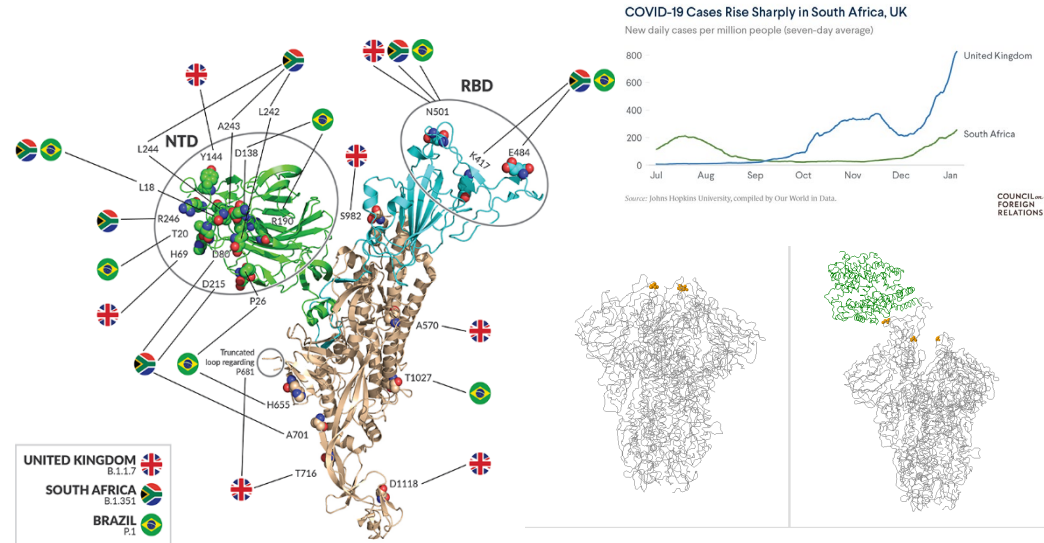 RBD
N501
K417
E484
NTD
L242
A243
D138
L244
Y144
L18
R246
T20
H69
R190
D80
D215
P26
S982
A570
Truncated
loop regarding
P681
T1027
H655
A701
T716
D1118
UNITED KINGDOM
B.1.1.7
SOUTH AFRICA
B.1.351
BRAZIL
P.1
COVID-19 Cases Rise Sharply in South Africa, UK
New daily cases per million people (seven-day average)
800
600
400
200
0
United Kingdom
South Africa
Jul Aug Sep Oct Nov Dec Jan
Source: Johns Hopkins University, compiled by Our World in Data.
COUNCIL on
FOREIGN
RELATIONS